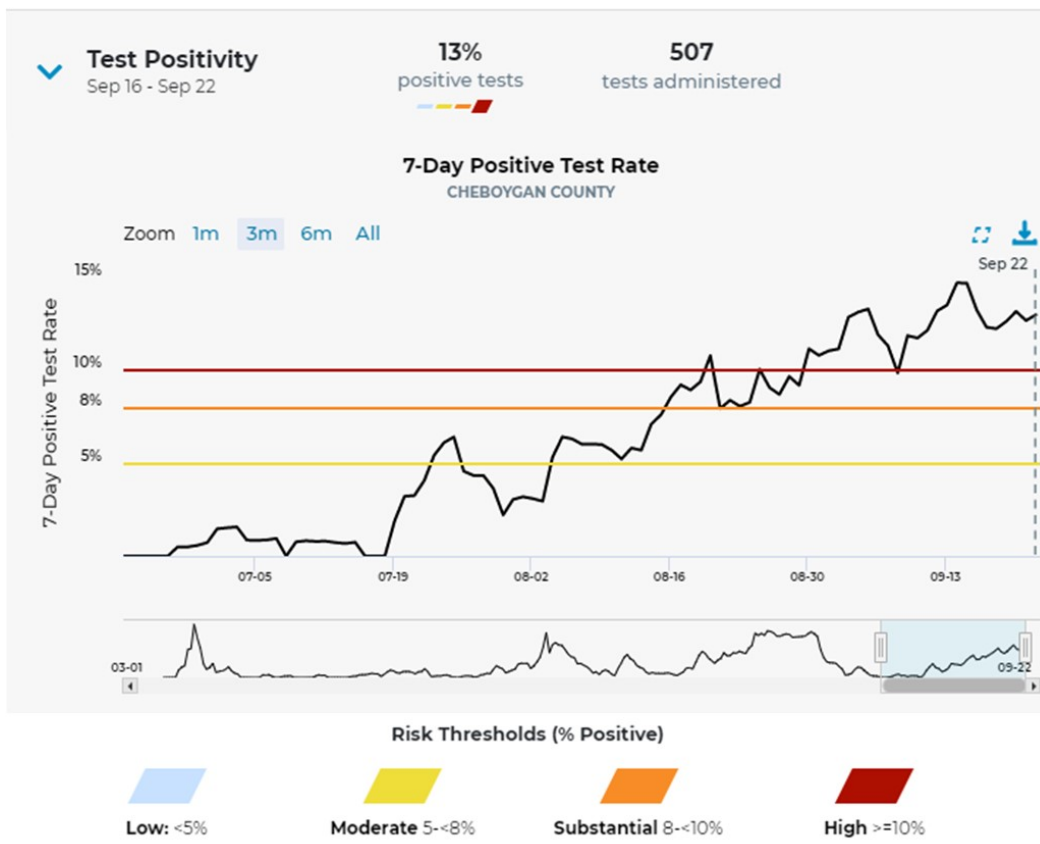 Test Positivity
Sep 16 - Sep 22
13%
positive tests
507
tests administered
7-Day Positive Test Rate
CHEBOYGAN COUNTY
Zoom 1m 3m 6m All
Sep 22
7-Day Positive Test Rate
15%
10%
8%
5%
07-05 07-19 08-02 08-16 08-30 09-13
03-01 09-22
Risk Thresholds (% Positive)
Low: <5% Moderate 5-<8% Substantial 8-<10% High >=10%